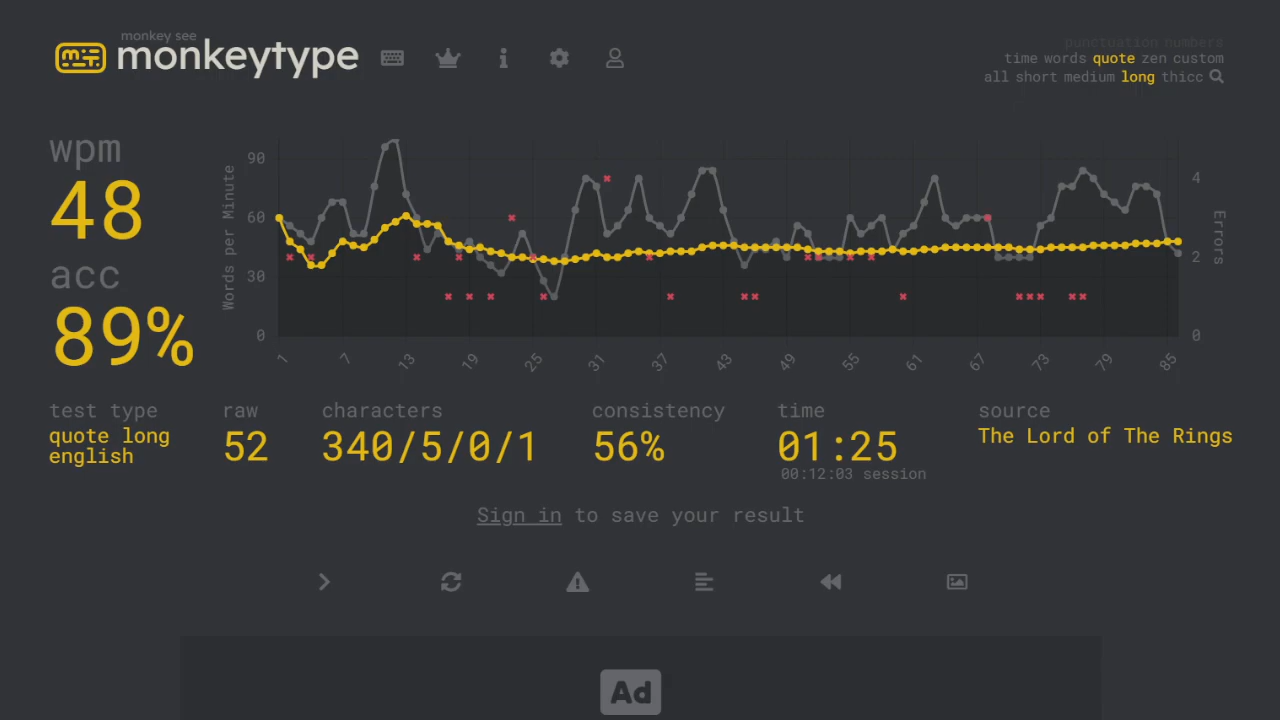 monkey see
monkeytype
punctuation numbers
time words quote zen custom
all short medium long thicc
wpm
48
acc
89%
Words per Minute
90
60
30
0
4
2
0
Errors
1 7 13 19 25 31 37 43 49 55 61 67 73 79 85
test type
quote long
english
raw
52
characters
340/5/0/1
consistency
56%
time
01:25
00:12:03 session
source
The Lord of The Rings
Sign in to save your result
Ad